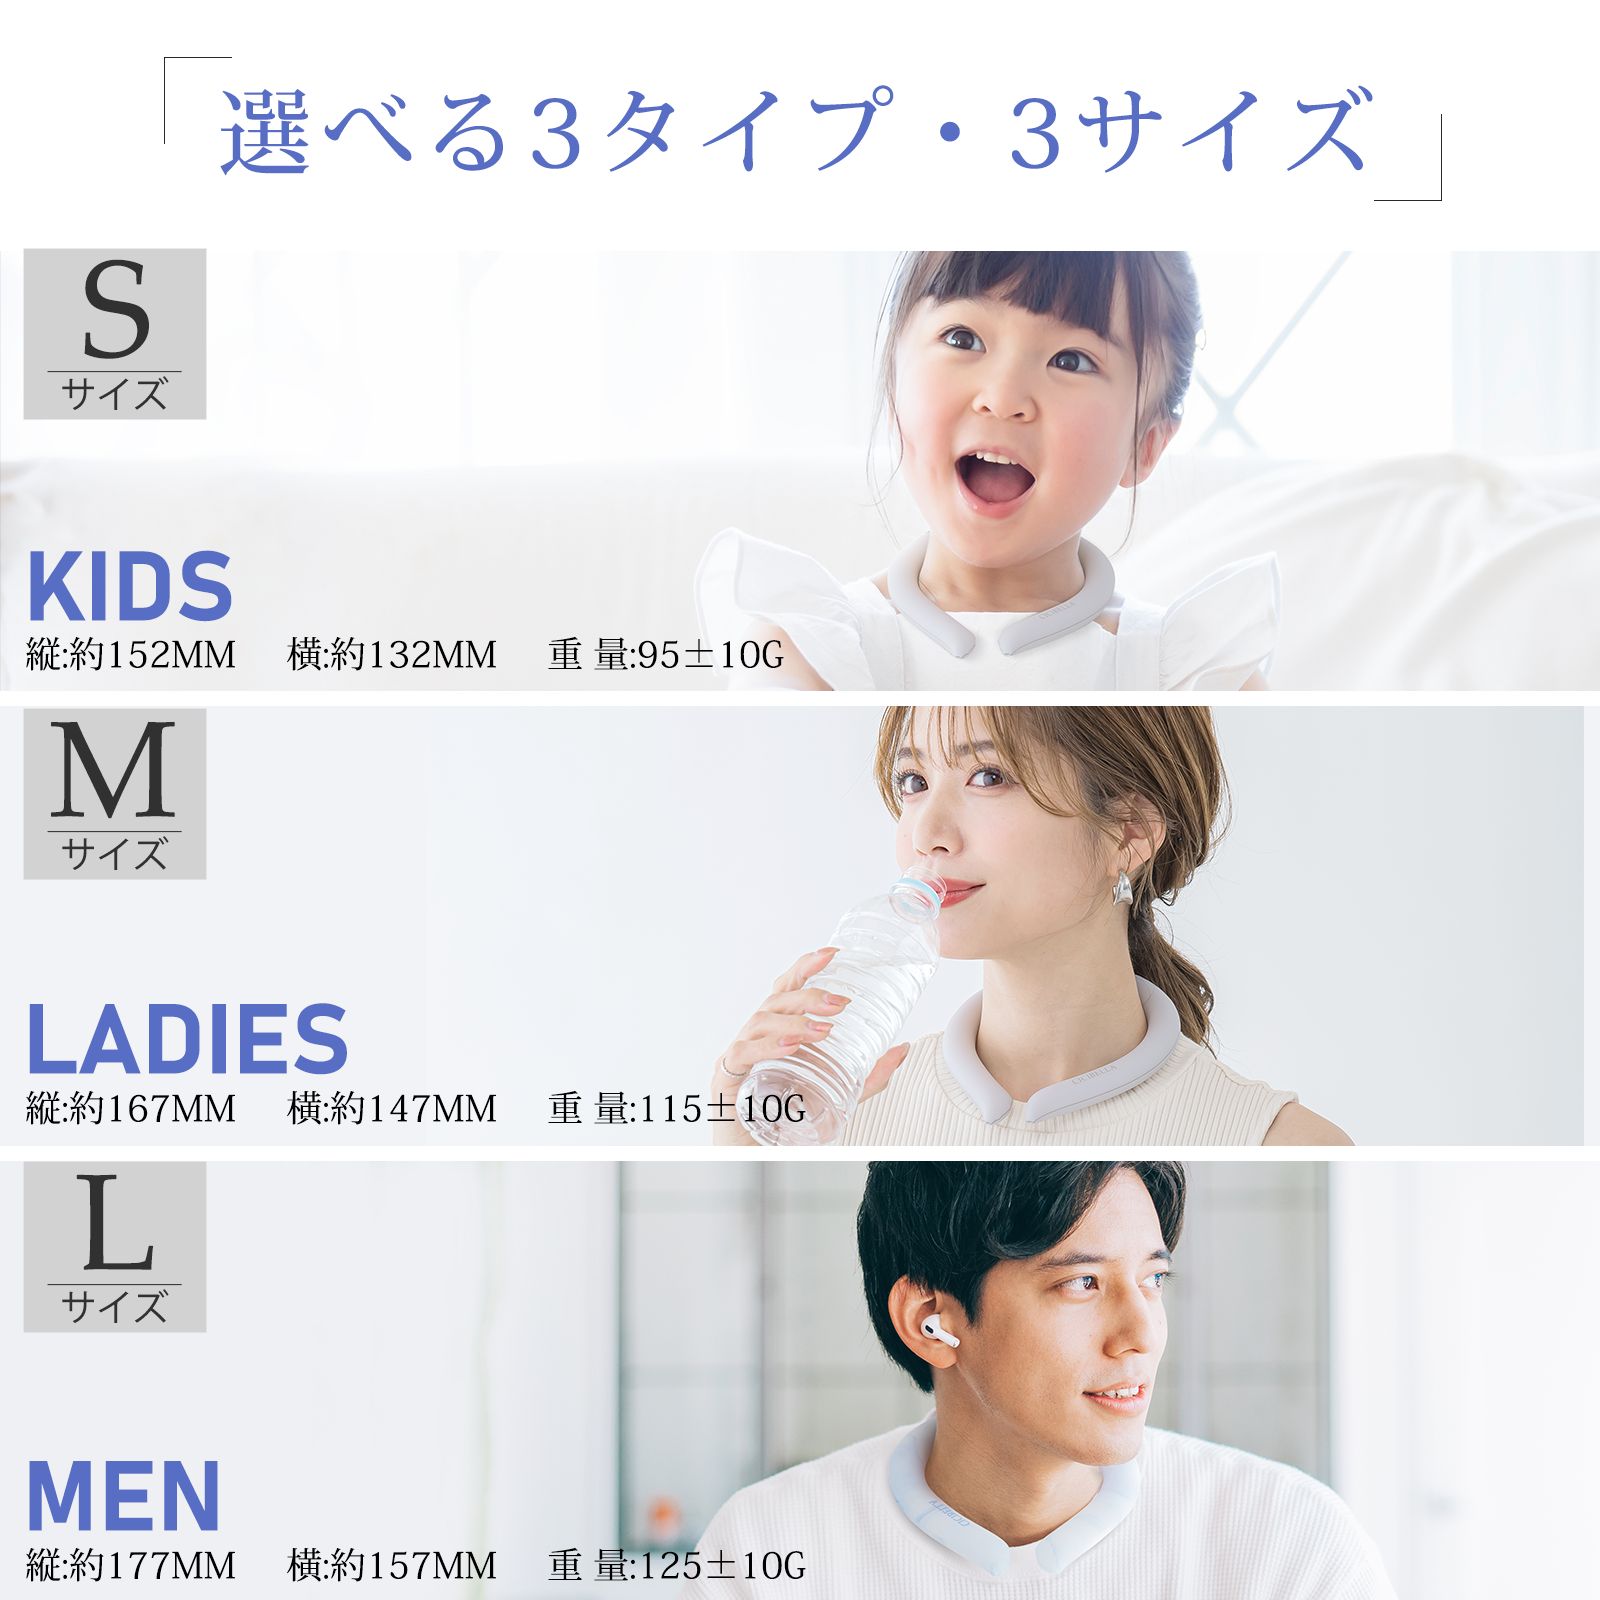 選べる3タイプ・3サイズ
S
サイズ
KIDS
縦:約152MM 横:約132MM 重 量:95±10G
CICIBELLA
M
サイズ
LADIES
縦:約167MM 横:約147MM 重 量:115±10G
CICIBELLA
L
サイズ
MEN
縦:約177MM 横:約157MM 重 量:125±10G